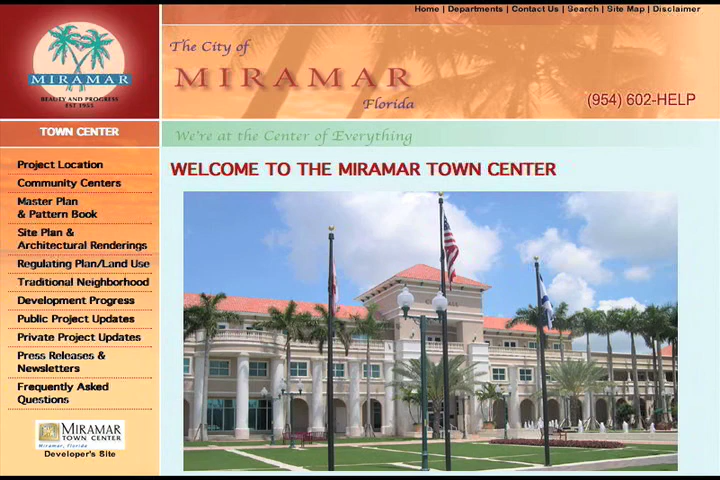 Home | Departments | Contact Us | Search | Site Map | Disclaimer
MIRAMAR
BEAUTY AND PROGRESS
EST 1955
The City of
MIRAMAR
Florida
(954) 602-HELP
TOWN CENTER
We're at the Center of Everything
Project Location
Community Centers
Master Plan
& Pattern Book
Site Plan &
Architectural Renderings
Regulating Plan/Land Use
Traditional Neighborhood
Development Progress
Public Project Updates
Private Project Updates
Press Releases &
Newsletters
Frequently Asked
Questions
MIRAMAR
TOWN CENTER
Miramar, Florida
Developer's Site
WELCOME TO THE MIRAMAR TOWN CENTER